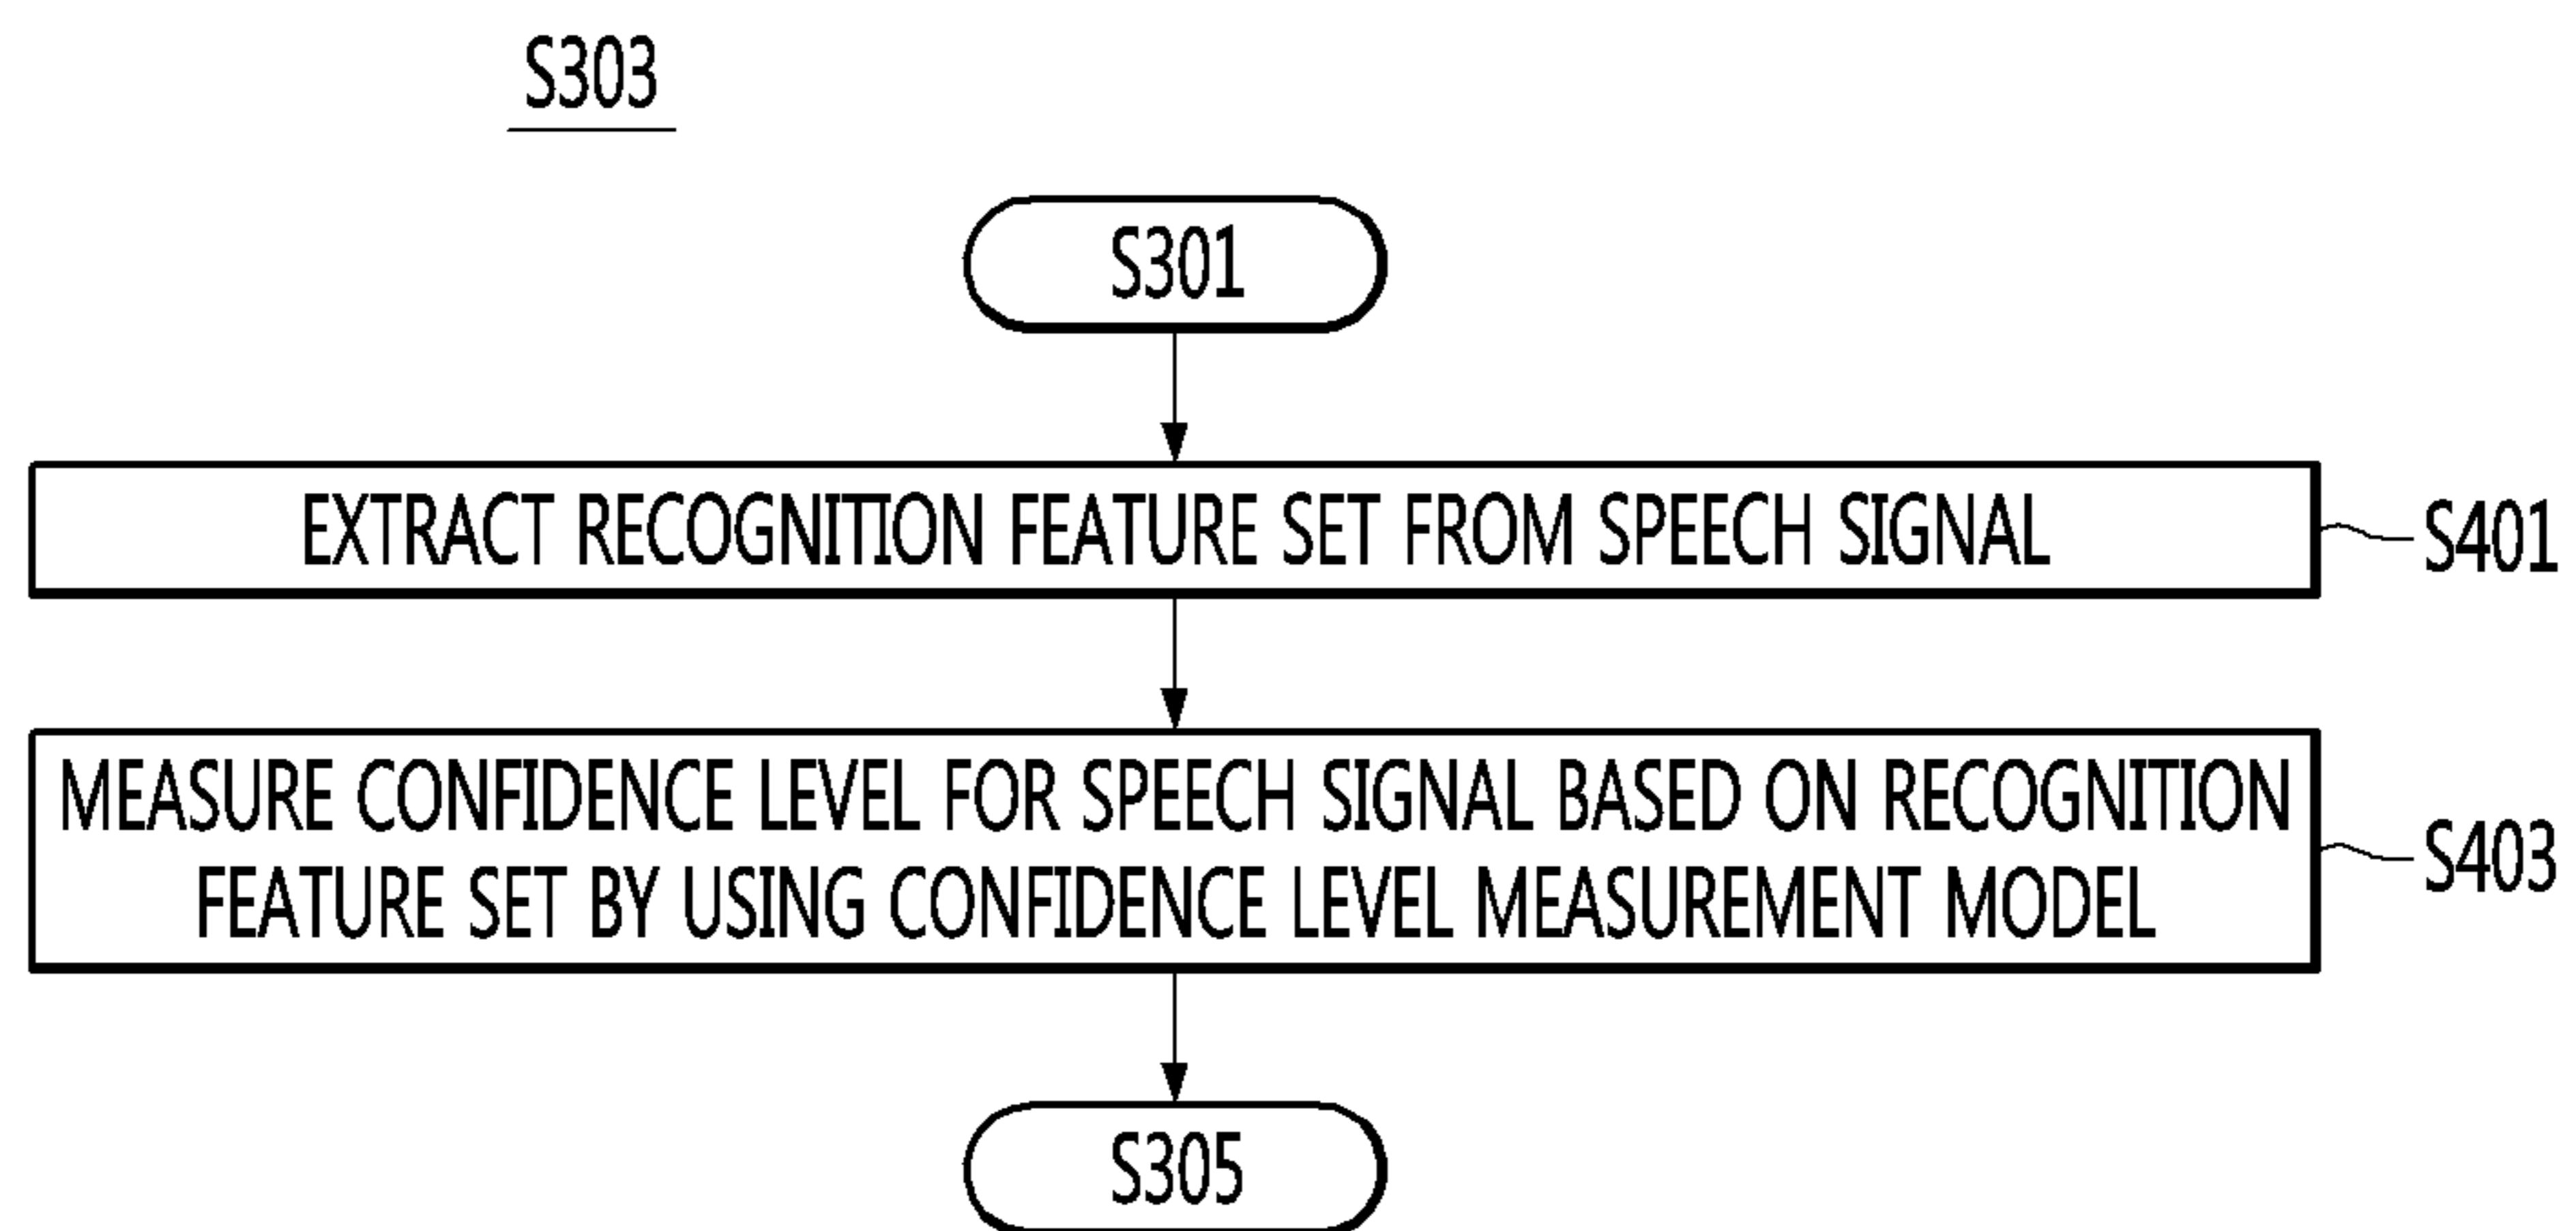 S303
S301
EXTRACT RECOGNITION FEATURE SET FROM SPEECH SIGNAL
S401
MEASURE CONFIDENCE LEVEL FOR SPEECH SIGNAL BASED ON RECOGNITION
FEATURE SET BY USING CONFIDENCE LEVEL MEASUREMENT MODEL
S403
S305